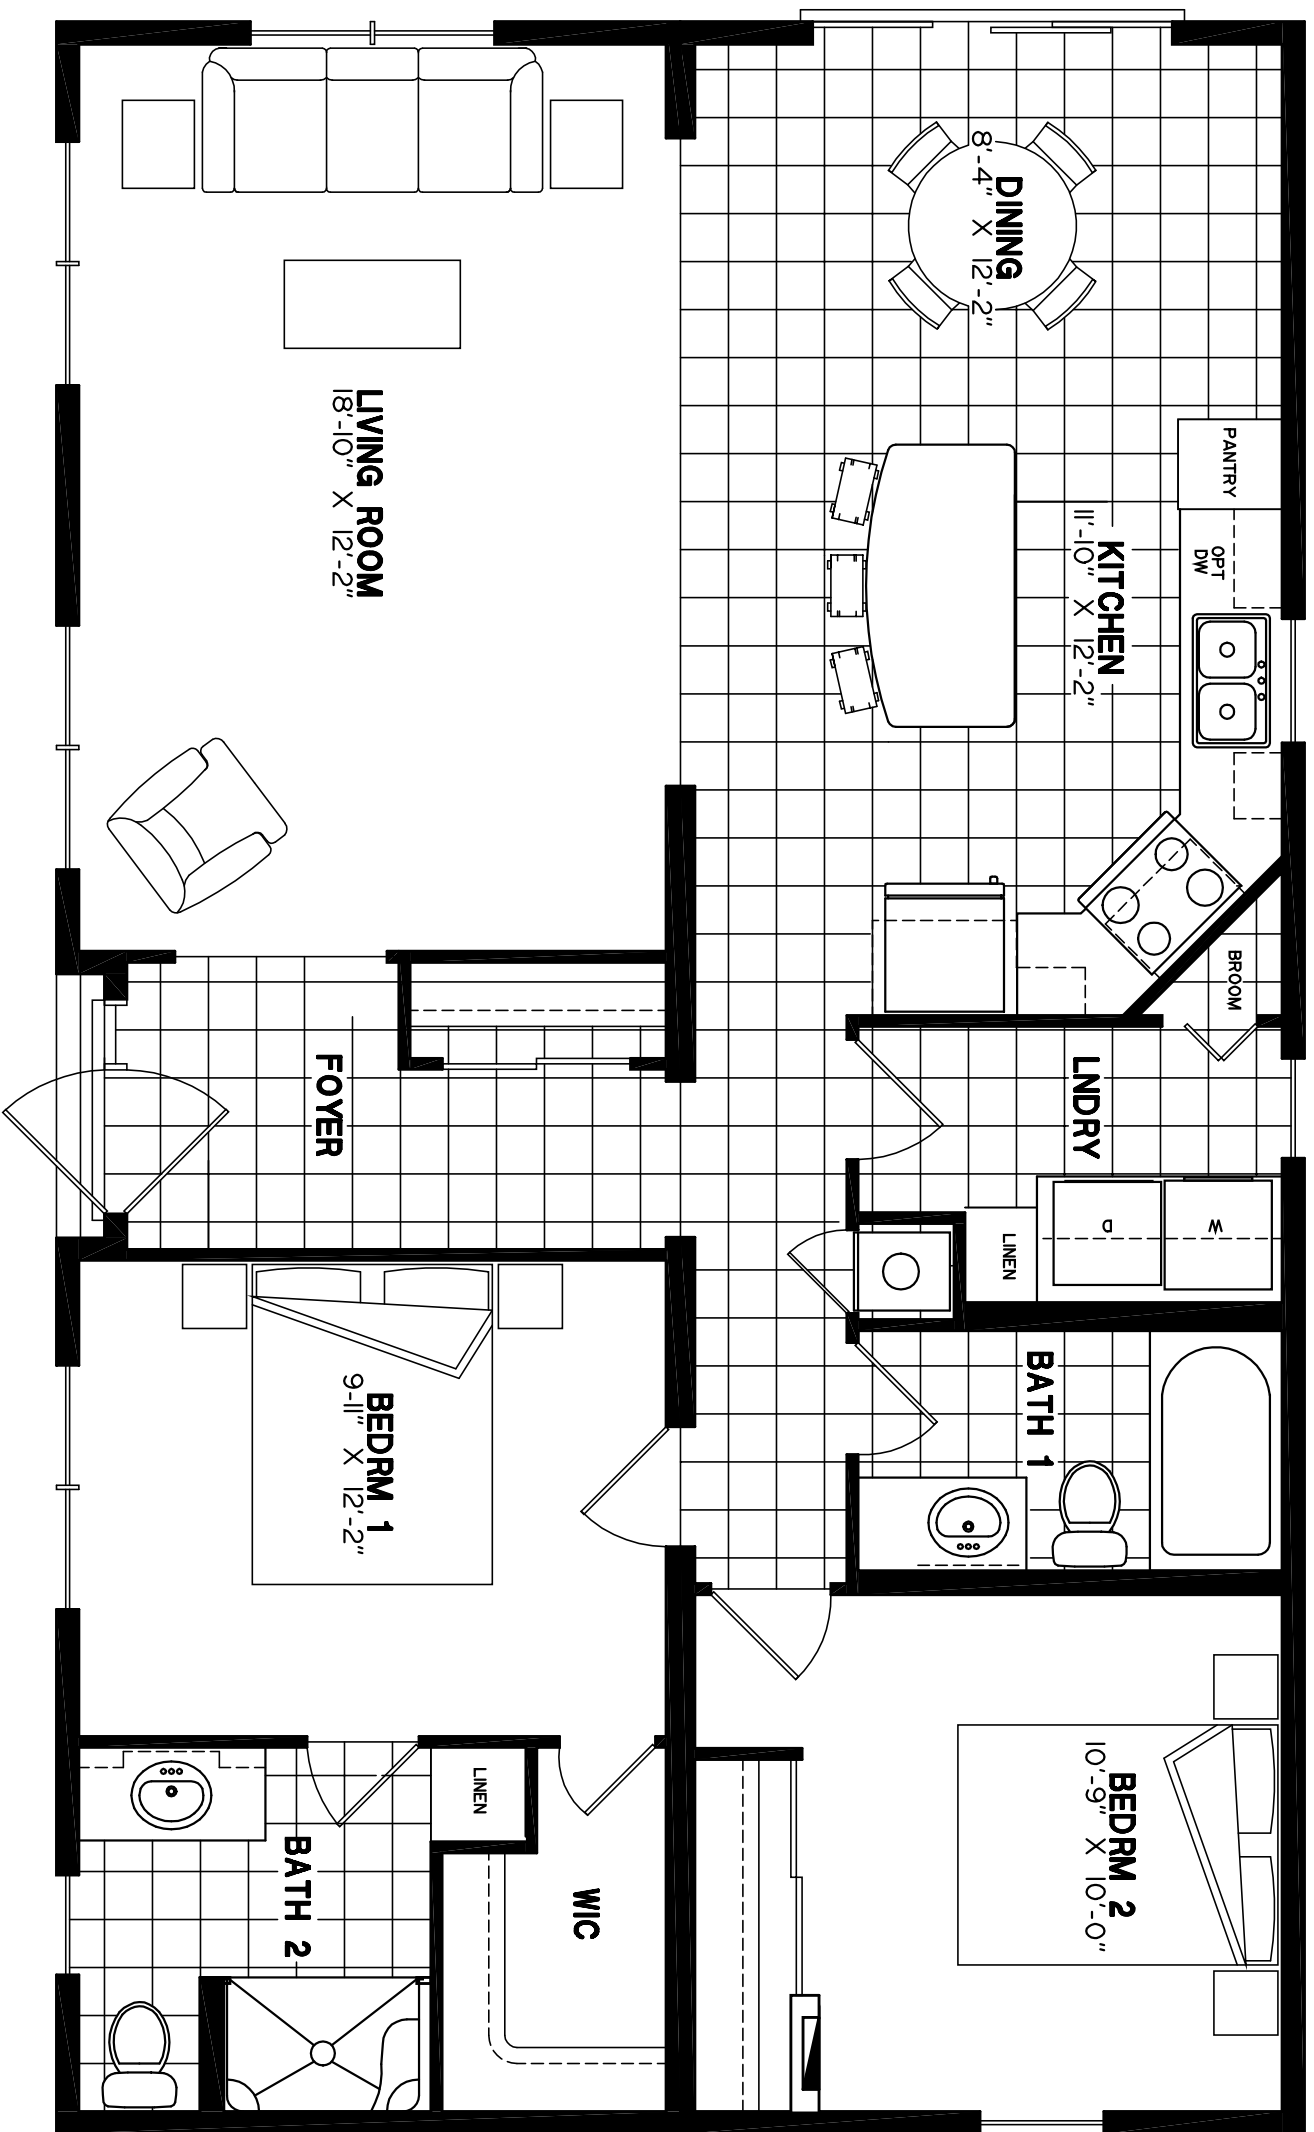 DINING
8'-4" X 12'-2"
PANTRY
OPT
DW
KITCHEN
11'-10" X 12'-2"
LIVING ROOM
18'-10" X 12'-2"
BROOM
LNDRY
FOYER
W
D
LINEN
BATH 1
BEDRM 1
9-11" X 12'-2"
BEDRM 2
10'-9" X 10'-0"
LINEN
WIC
BATH 2